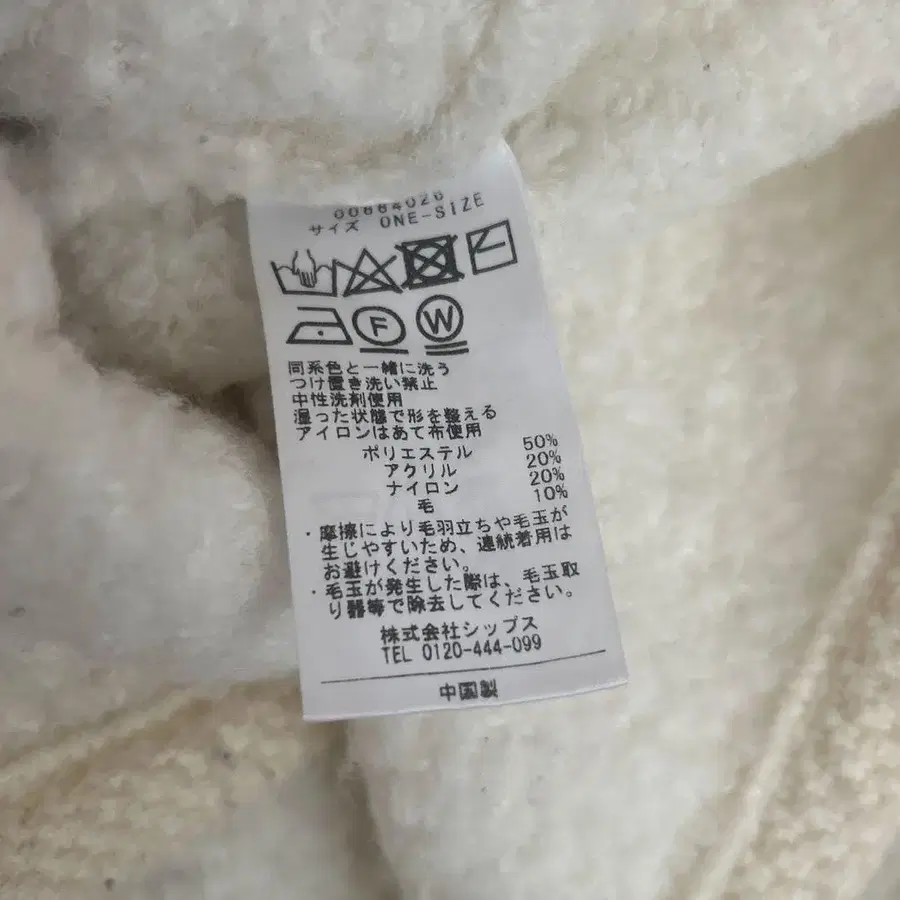 サイズ ONE-SIZE
F W
同系色と一緒に洗う
つけ置き洗い禁止
中性洗剤使用
湿った状態で形を整える
アイロンはあて布使用
ポリエステル 50%
アクリル 20%
ナイロン 20%
毛 10%
・摩擦により毛羽立ちや毛玉が
生じやすいため、連続着用は
お避けください。
・毛玉が発生した際は、毛玉取
り器等で除去してください。
株式会社シップス
TEL 0120-444-099
中国製